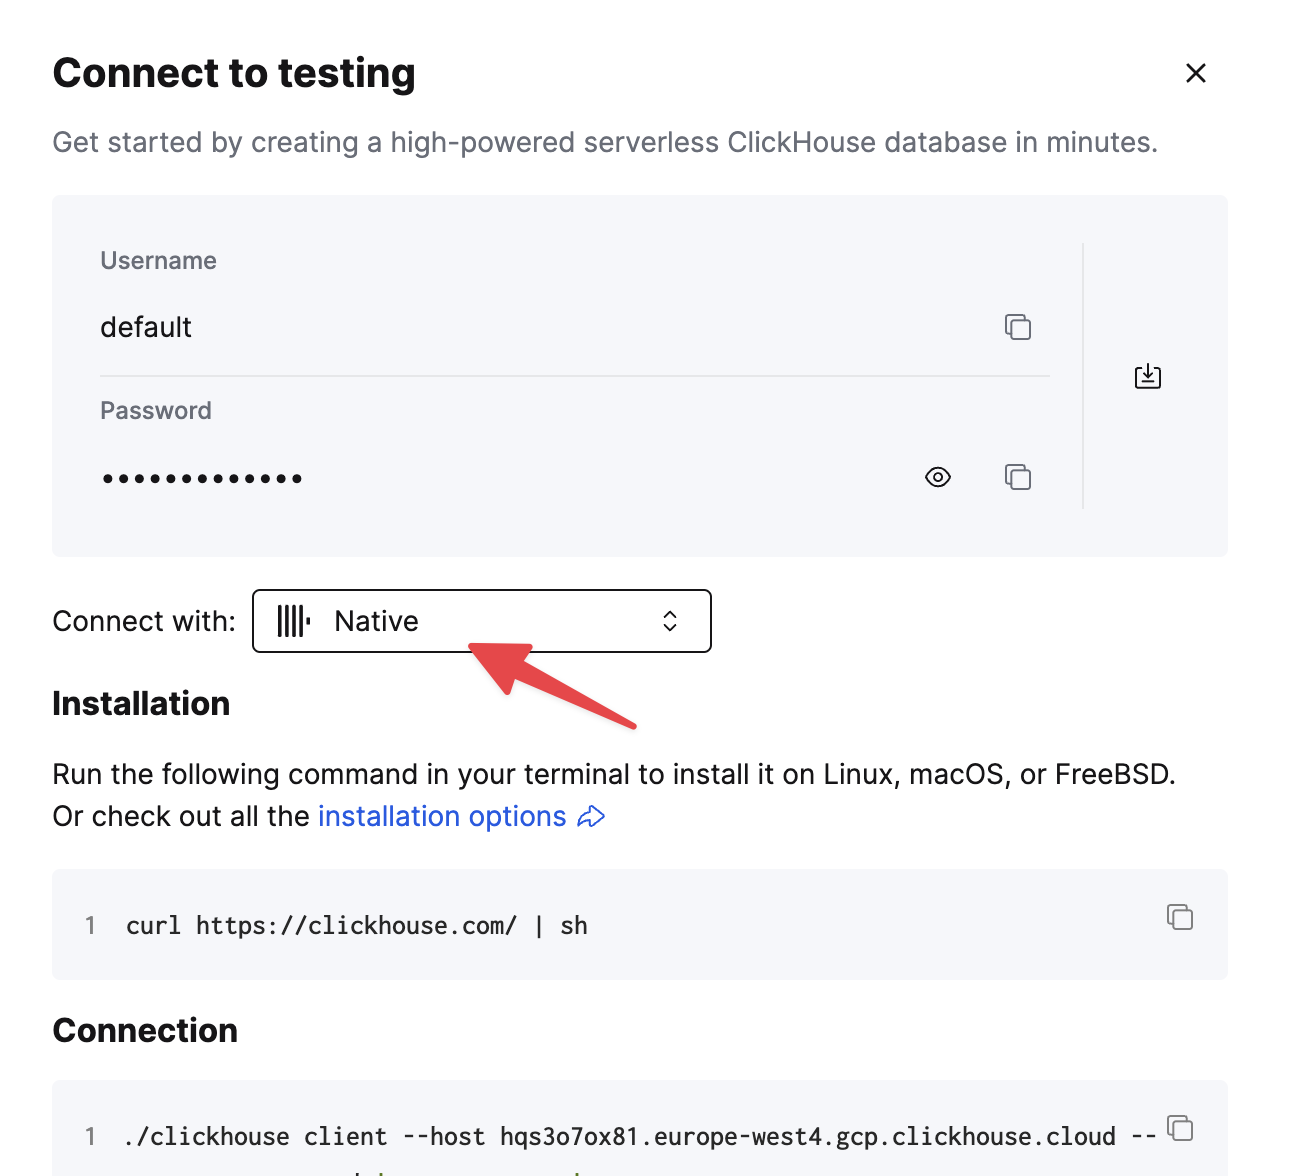 Connect to testing
Get started by creating a high-powered serverless ClickHouse database in minutes.
Username
default
Password
•••••••••••••
Connect with: Native
Installation
Run the following command in your terminal to install it on Linux, macOS, or FreeBSD.
Or check out all the installation options
1 curl https://clickhouse.com/ | sh
Connection
1 ./clickhouse client --host hqs3o7ox81.europe-west4.gcp.clickhouse.cloud --